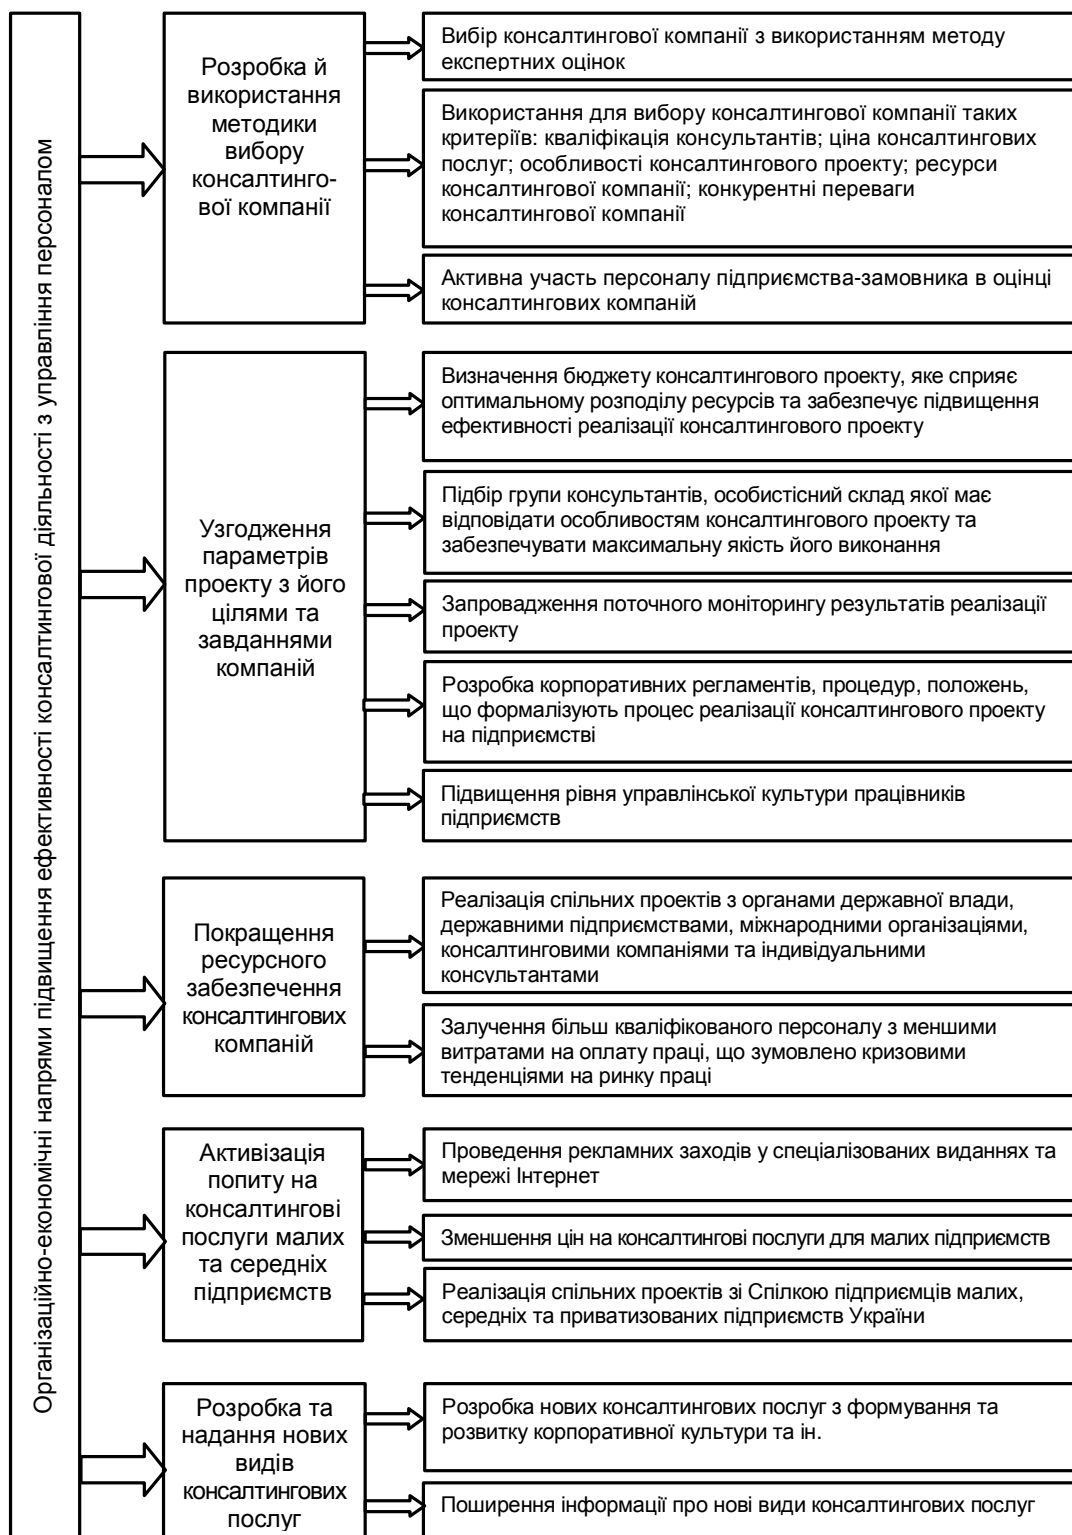 Організаційно-економічні напрями підвищення ефективності консалтингової діяльності з управління персоналом
Розробка й
використання
методики
вибору
консалтинго-
вої компанії
Вибір консалтингової компанії з використанням методу
експертних оцінок
Використання для вибору консалтингової компанії таких
критеріїв: кваліфікація консультантів; ціна консалтингових
послуг; особливості консалтингового проекту; ресурси
консалтингової компанії; конкурентні переваги
консалтингової компанії
Активна участь персоналу підприємства-замовника в оцінці
консалтингових компаній
Узгодження
параметрів
проекту з його
цілями та
завданнями
компаній
Визначення бюджету консалтингового проекту, яке сприяє
оптимальному розподілу ресурсів та забезпечує підвищення
ефективності реалізації консалтингового проекту
Підбір групи консультантів, особистісний склад якої має
відповідати особливостям консалтингового проекту та
забезпечувати максимальну якість його виконання
Запровадження поточного моніторингу результатів реалізації
проекту
Розробка корпоративних регламентів, процедур, положень,
що формалізують процес реалізації консалтингового проекту
на підприємстві
Підвищення рівня управлінської культури працівників
підприємств
Покращення
ресурсного
забезпечення
консалтингових
компаній
Реалізація спільних проектів з органами державної влади,
державними підприємствами, міжнародними організаціями,
консалтинговими компаніями та індивідуальними
консультантами
Залучення більш кваліфікованого персоналу з меншими
витратами на оплату праці, що зумовлено кризовими
тенденціями на ринку праці
Активізація
попиту на
консалтингові
послуги малих
та середніх
підприємств
Проведення рекламних заходів у спеціалізованих виданнях та
мережі Інтернет
Зменшення цін на консалтингові послуги для малих підприємств
Реалізація спільних проектів зі Спілкою підприємців малих,
середніх та приватизованих підприємств України
Розробка та
надання нових
видів
консалтингових
послуг
Розробка нових консалтингових послуг з формування та
розвитку корпоративної культури та ін.
Поширення інформації про нові види консалтингових послуг